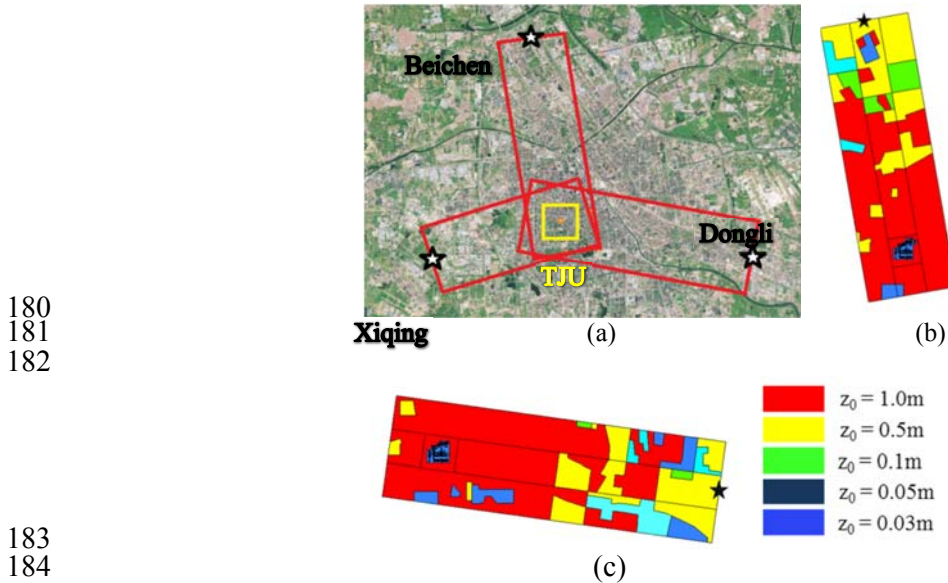 Beichen
Dongli
TJU
180
181 Xiqing (a) (b)
182
z₀ = 1.0m
z₀ = 0.5m
z₀ = 0.1m
z₀ = 0.05m
183 z₀ = 0.03m
184 (c)